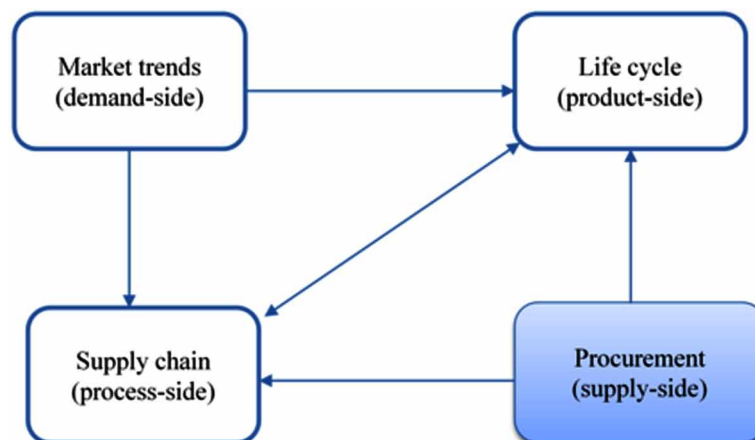 Market trends
(demand-side)
Life cycle
(product-side)
Supply chain
(process-side)
Procurement
(supply-side)